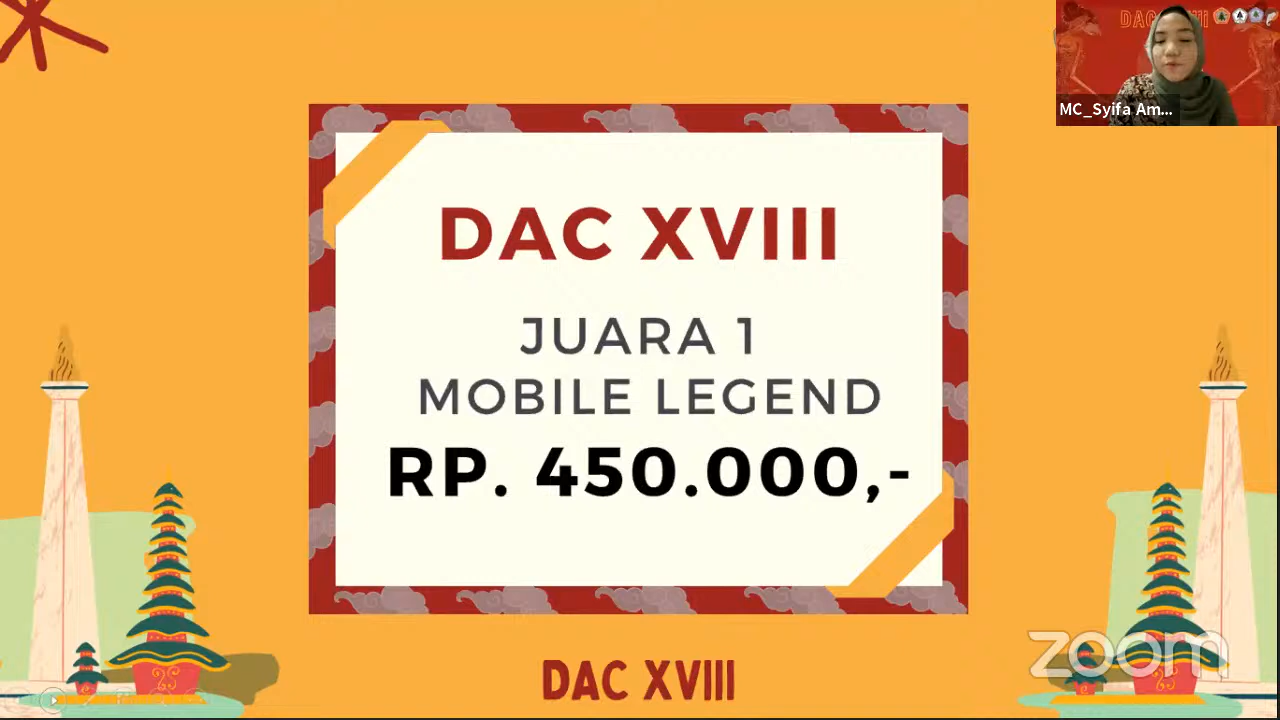 MC_Syifa Am...
DAC XVIII
JUARA 1
MOBILE LEGEND
RP. 450.000,-
DAC XVIII
zoom